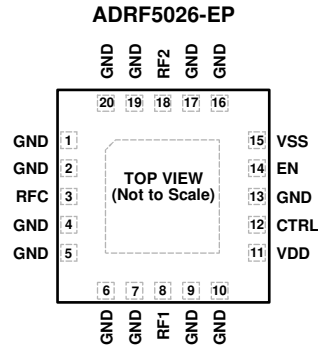 ADRF5026-EP
GND GND RF2 GND GND
20 19 18 17 16
GND 1
GND 2
RFC 3
GND 4
GND 5
TOP VIEW
(Not to Scale)
15 VSS
14 EN
13 GND
12 CTRL
11 VDD
6 7 8 9 10
GND GND RF1 GND GND